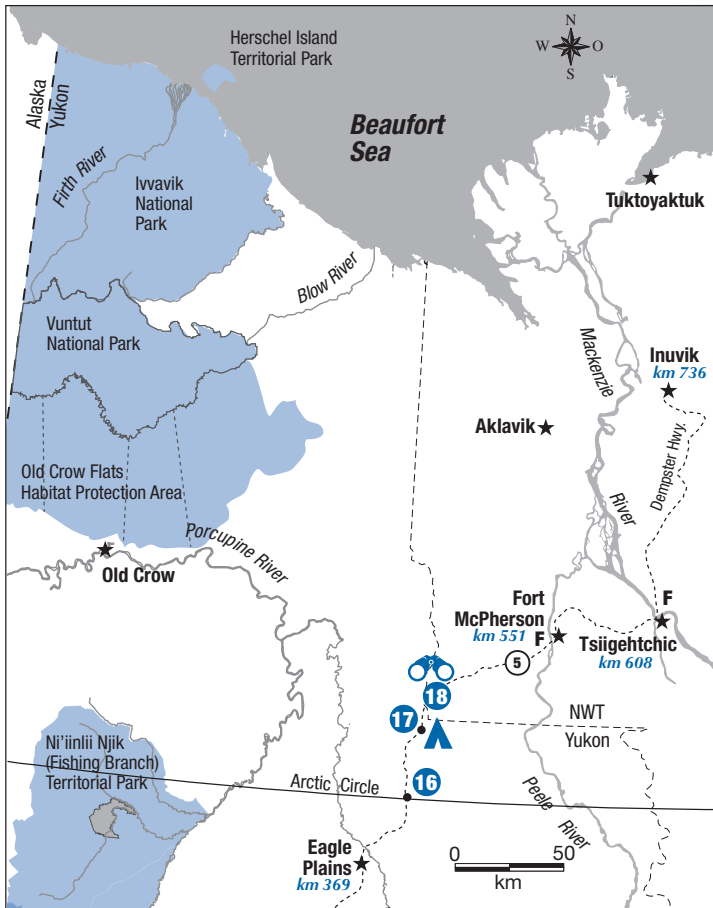 Herschel Island
Territorial Park
N
W
O
S
Alaska
Yukon
Beaufort
Sea
Firth River
Ivvavik
National
Park
Tuktoyaktuk
Blow River
Vuntut
National Park
Mackenzie
River
Inuvik
km 736
Aklavik
Dempster Hwy.
Old Crow Flats
Habitat Protection Area
Porcupine River
Old Crow
Fort
McPherson
km 551
F
F
Tsiigehtchic
km 608
5
18
17
NWT
Yukon
Ni'iinlii Njik
(Fishing Branch)
Territorial Park
Arctic Circle
16
Peele River
Eagle
Plains
km 369
0
50
km